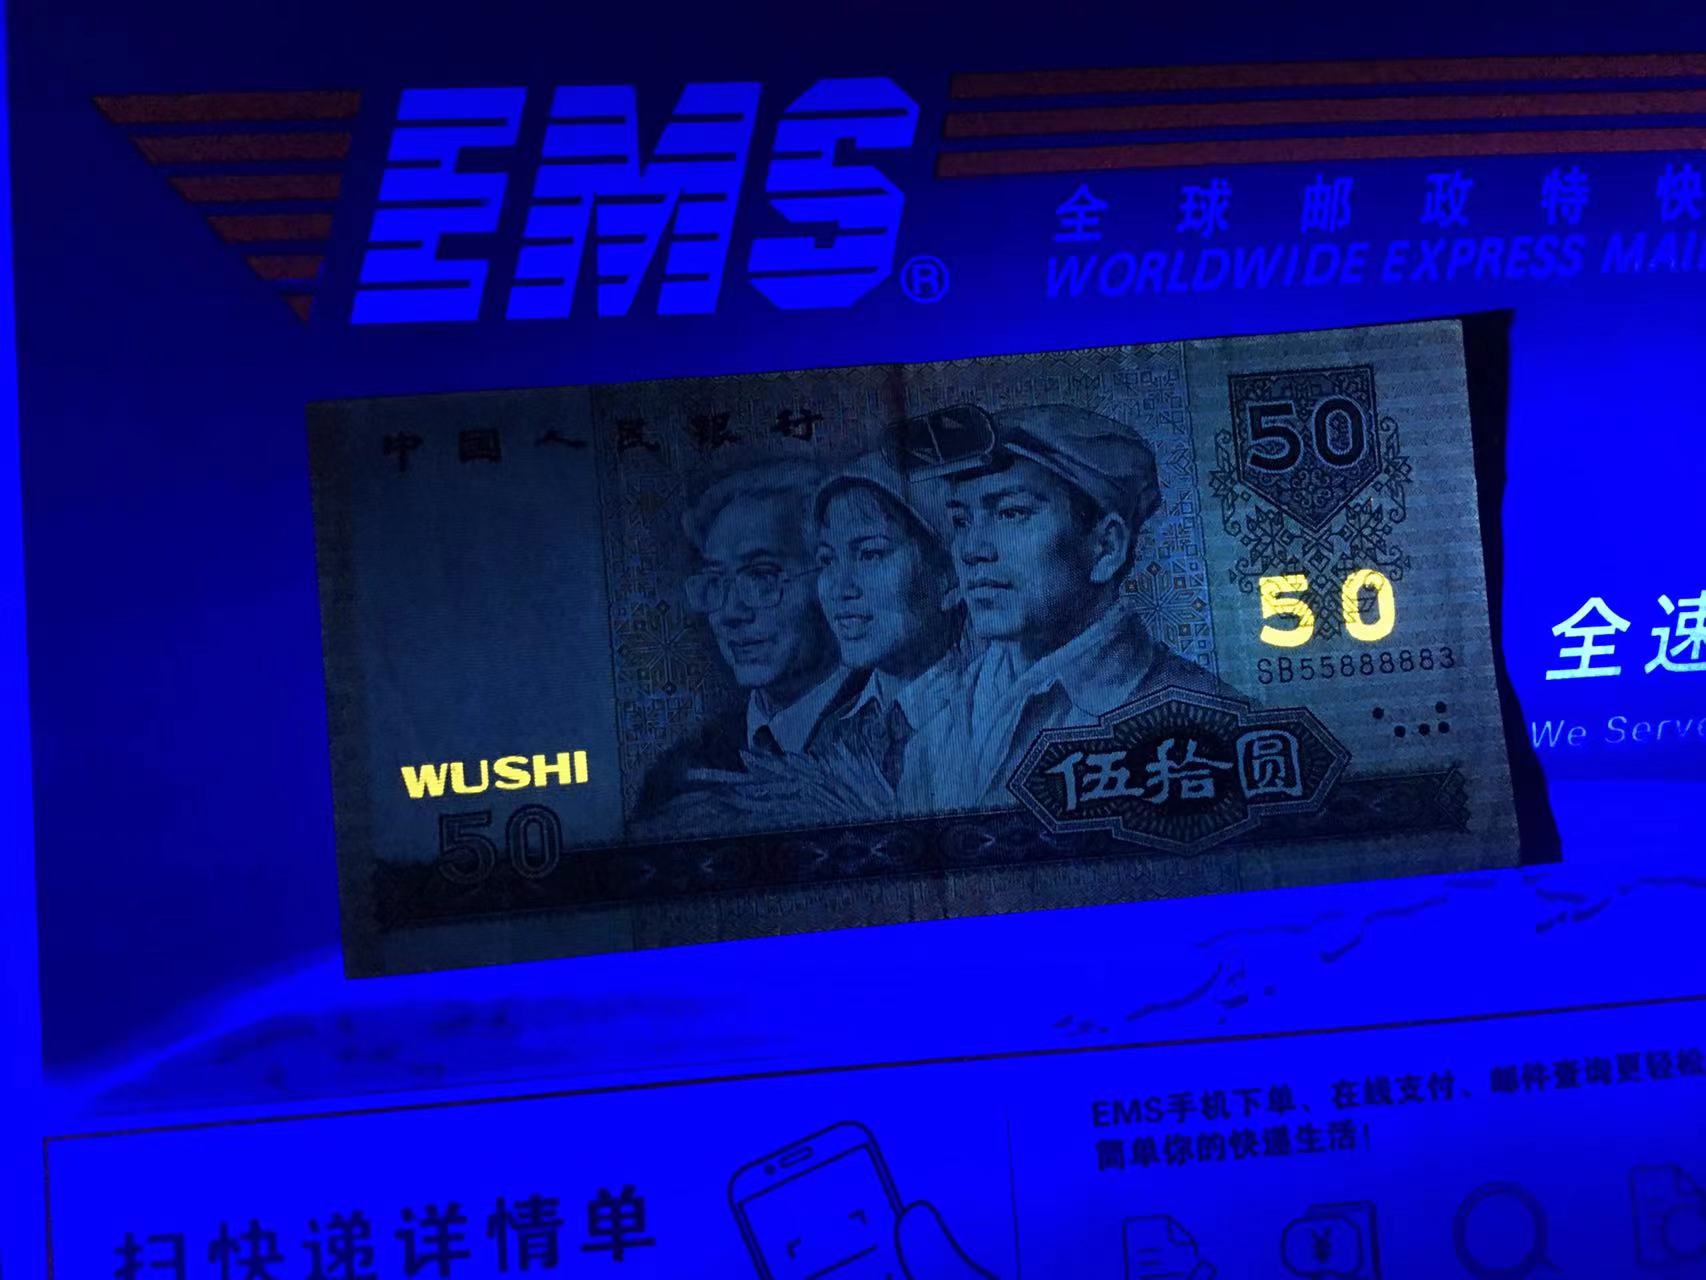 EMS®
全球邮政特快
WORLDWIDE EXPRESS MAI
中国人民银行
50
50
SB55888883
全速
We Serve
WUSHI
50
伍拾圆
EMS手机下单、在线支付、邮件查询更轻松
简单你的快递生活!
扫快递详情单
¥